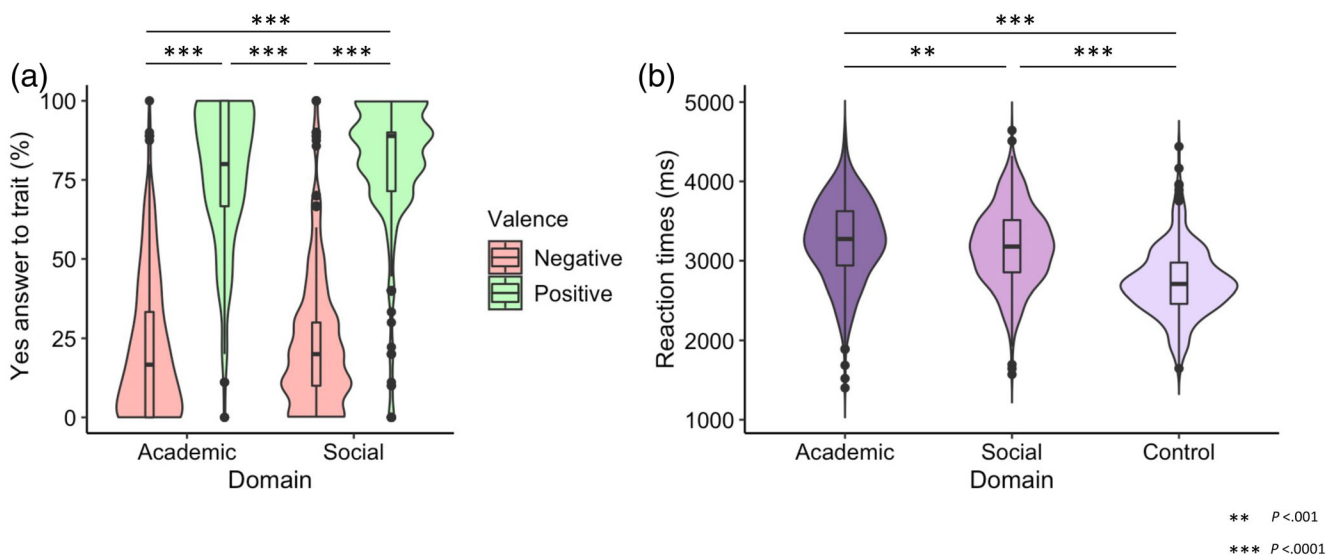 ***
*** *** ***
(a)
100
75
50
25
0
Yes answer to trait (%)
Academic Social
Domain
Valence
Negative
Positive
***
** ***
(b)
5000
4000
3000
2000
1000
Reaction times (ms)
Academic Social Control
Domain
** P <.001
*** P <.0001